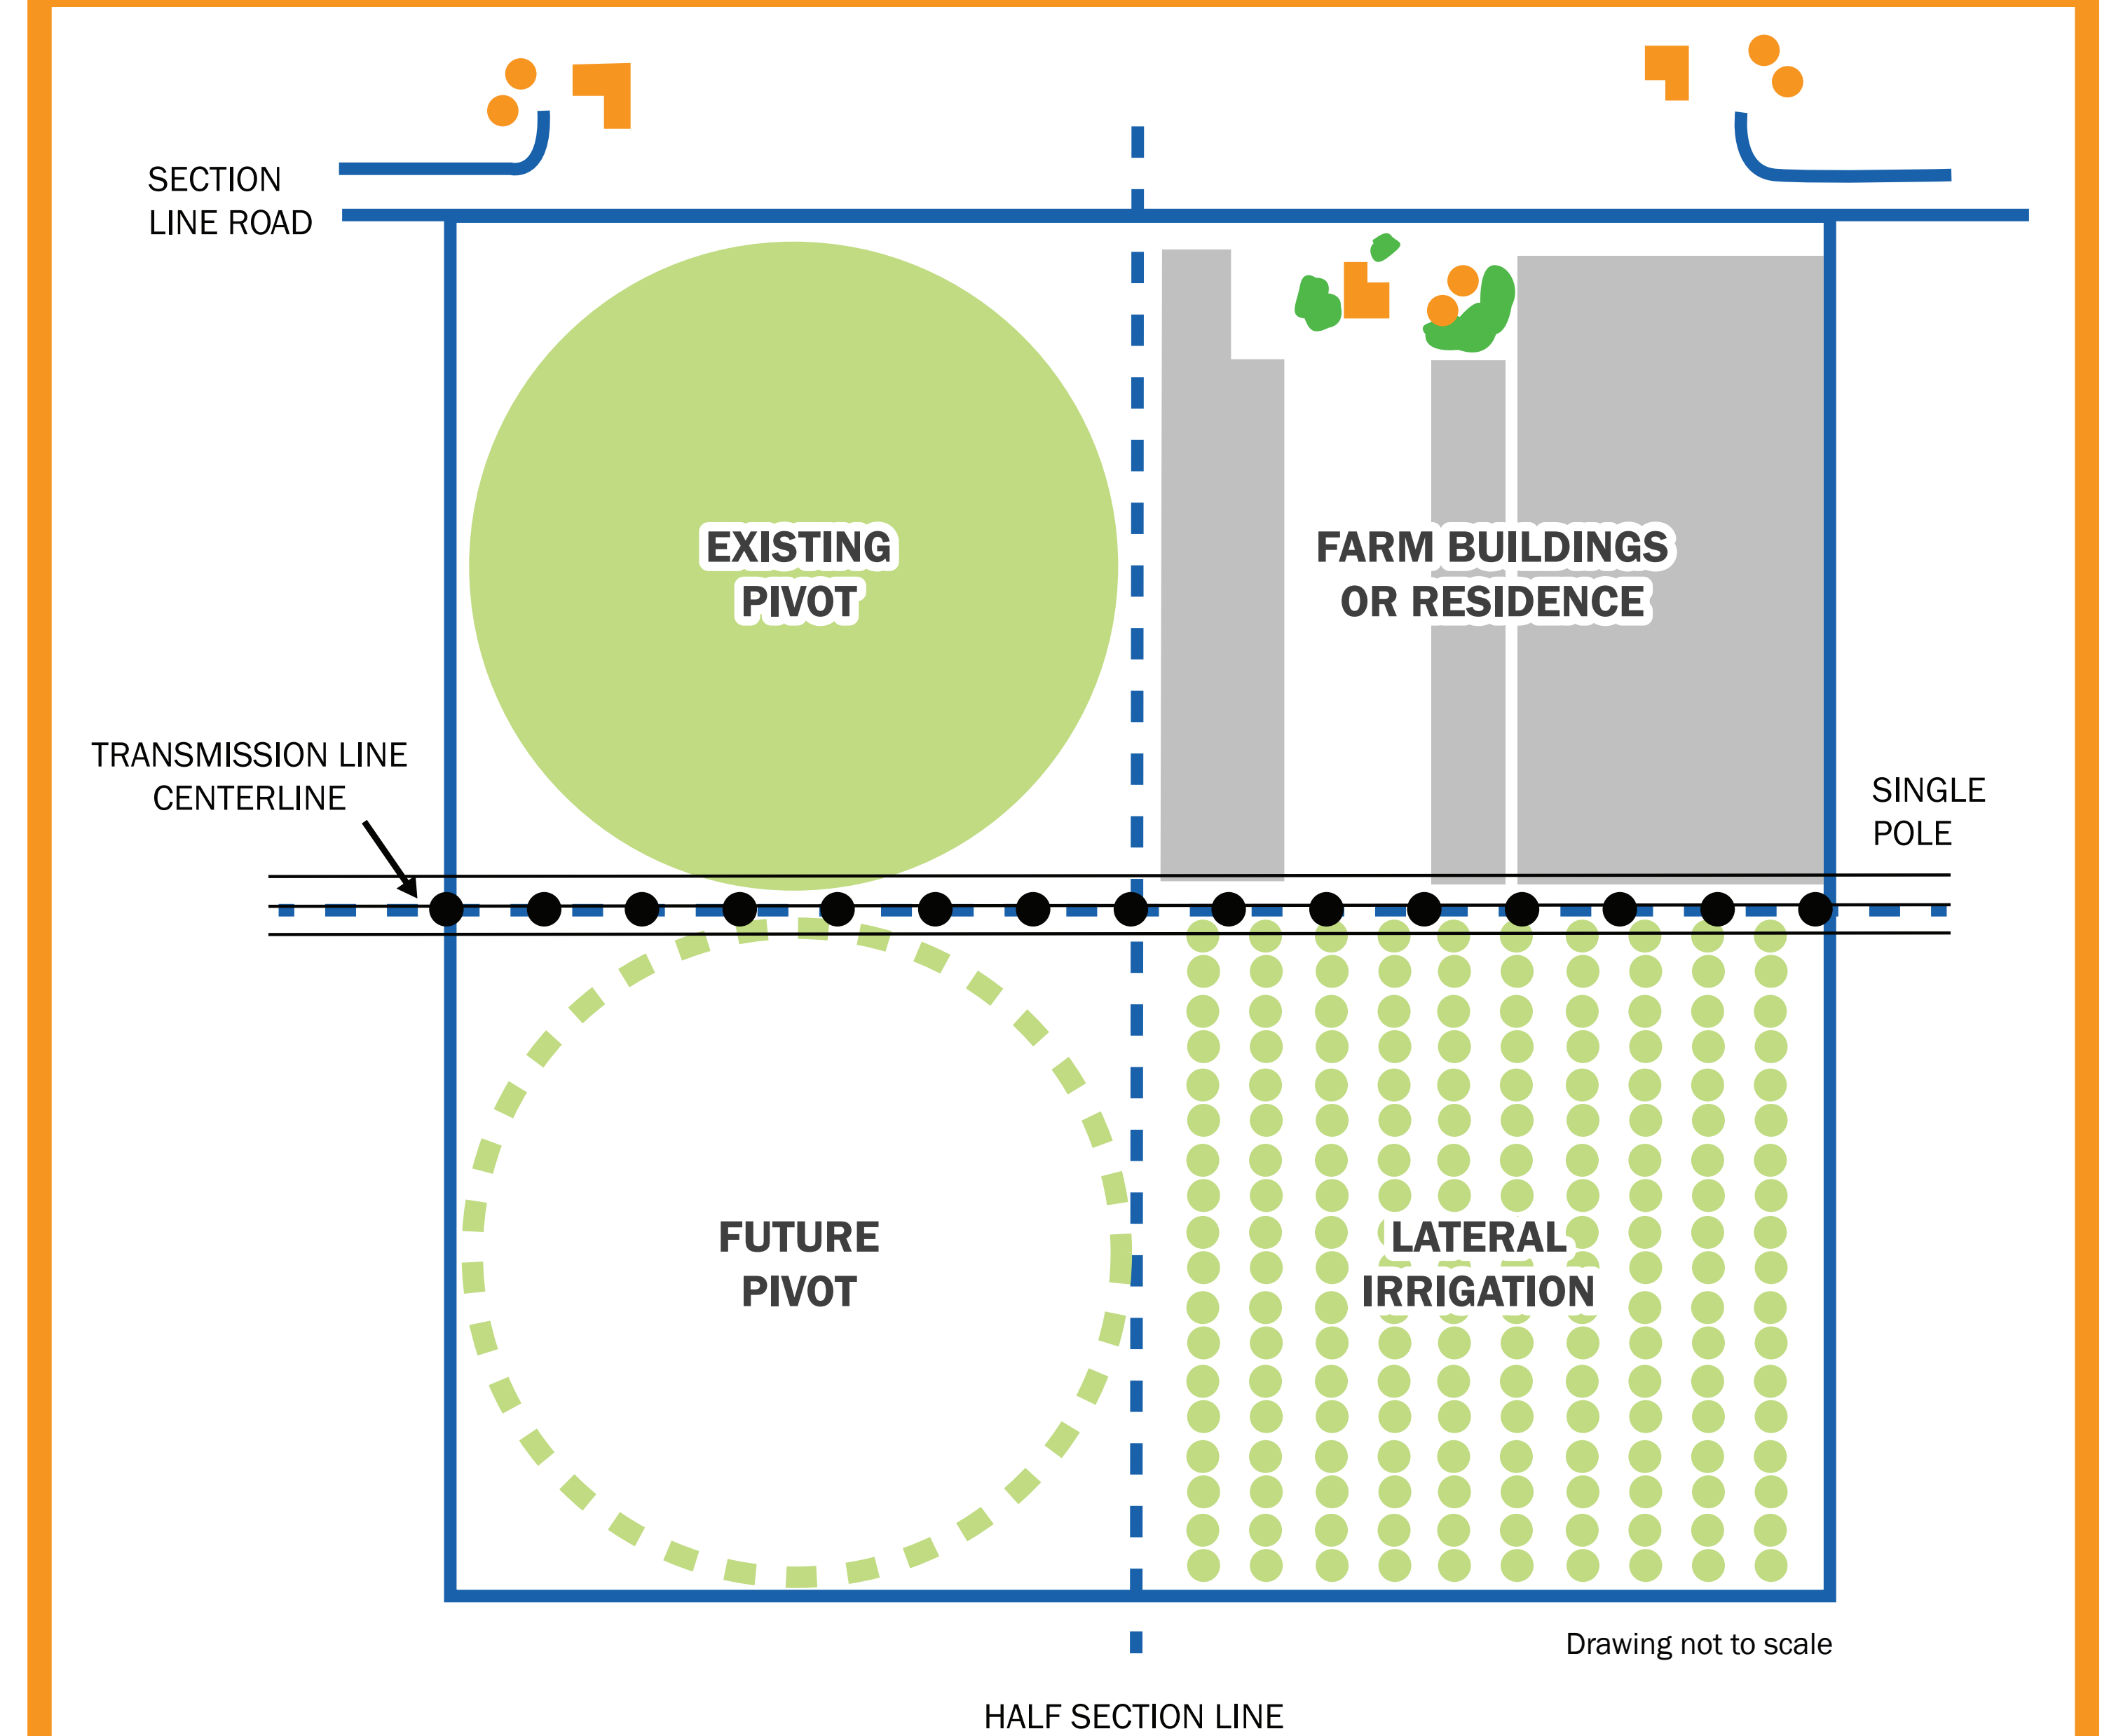 SECTION
LINE ROAD
EXISTING
PIVOT
FARM BUILDINGS
OR RESIDENCE
TRANSMISSION LINE
CENTERLINE
SINGLE
POLE
FUTURE
PIVOT
LATERAL
IRRIGATION
Drawing not to scale
HALF SECTION LINE